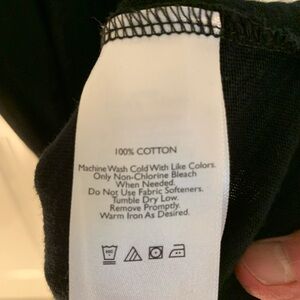 100% COTTON
Machine Wash Cold With Like Colors.
Only Non-Chlorine Bleach
When Needed.
Do Not Use Fabric Softeners.
Tumble Dry Low.
Remove Promptly.
Warm Iron As Desired.